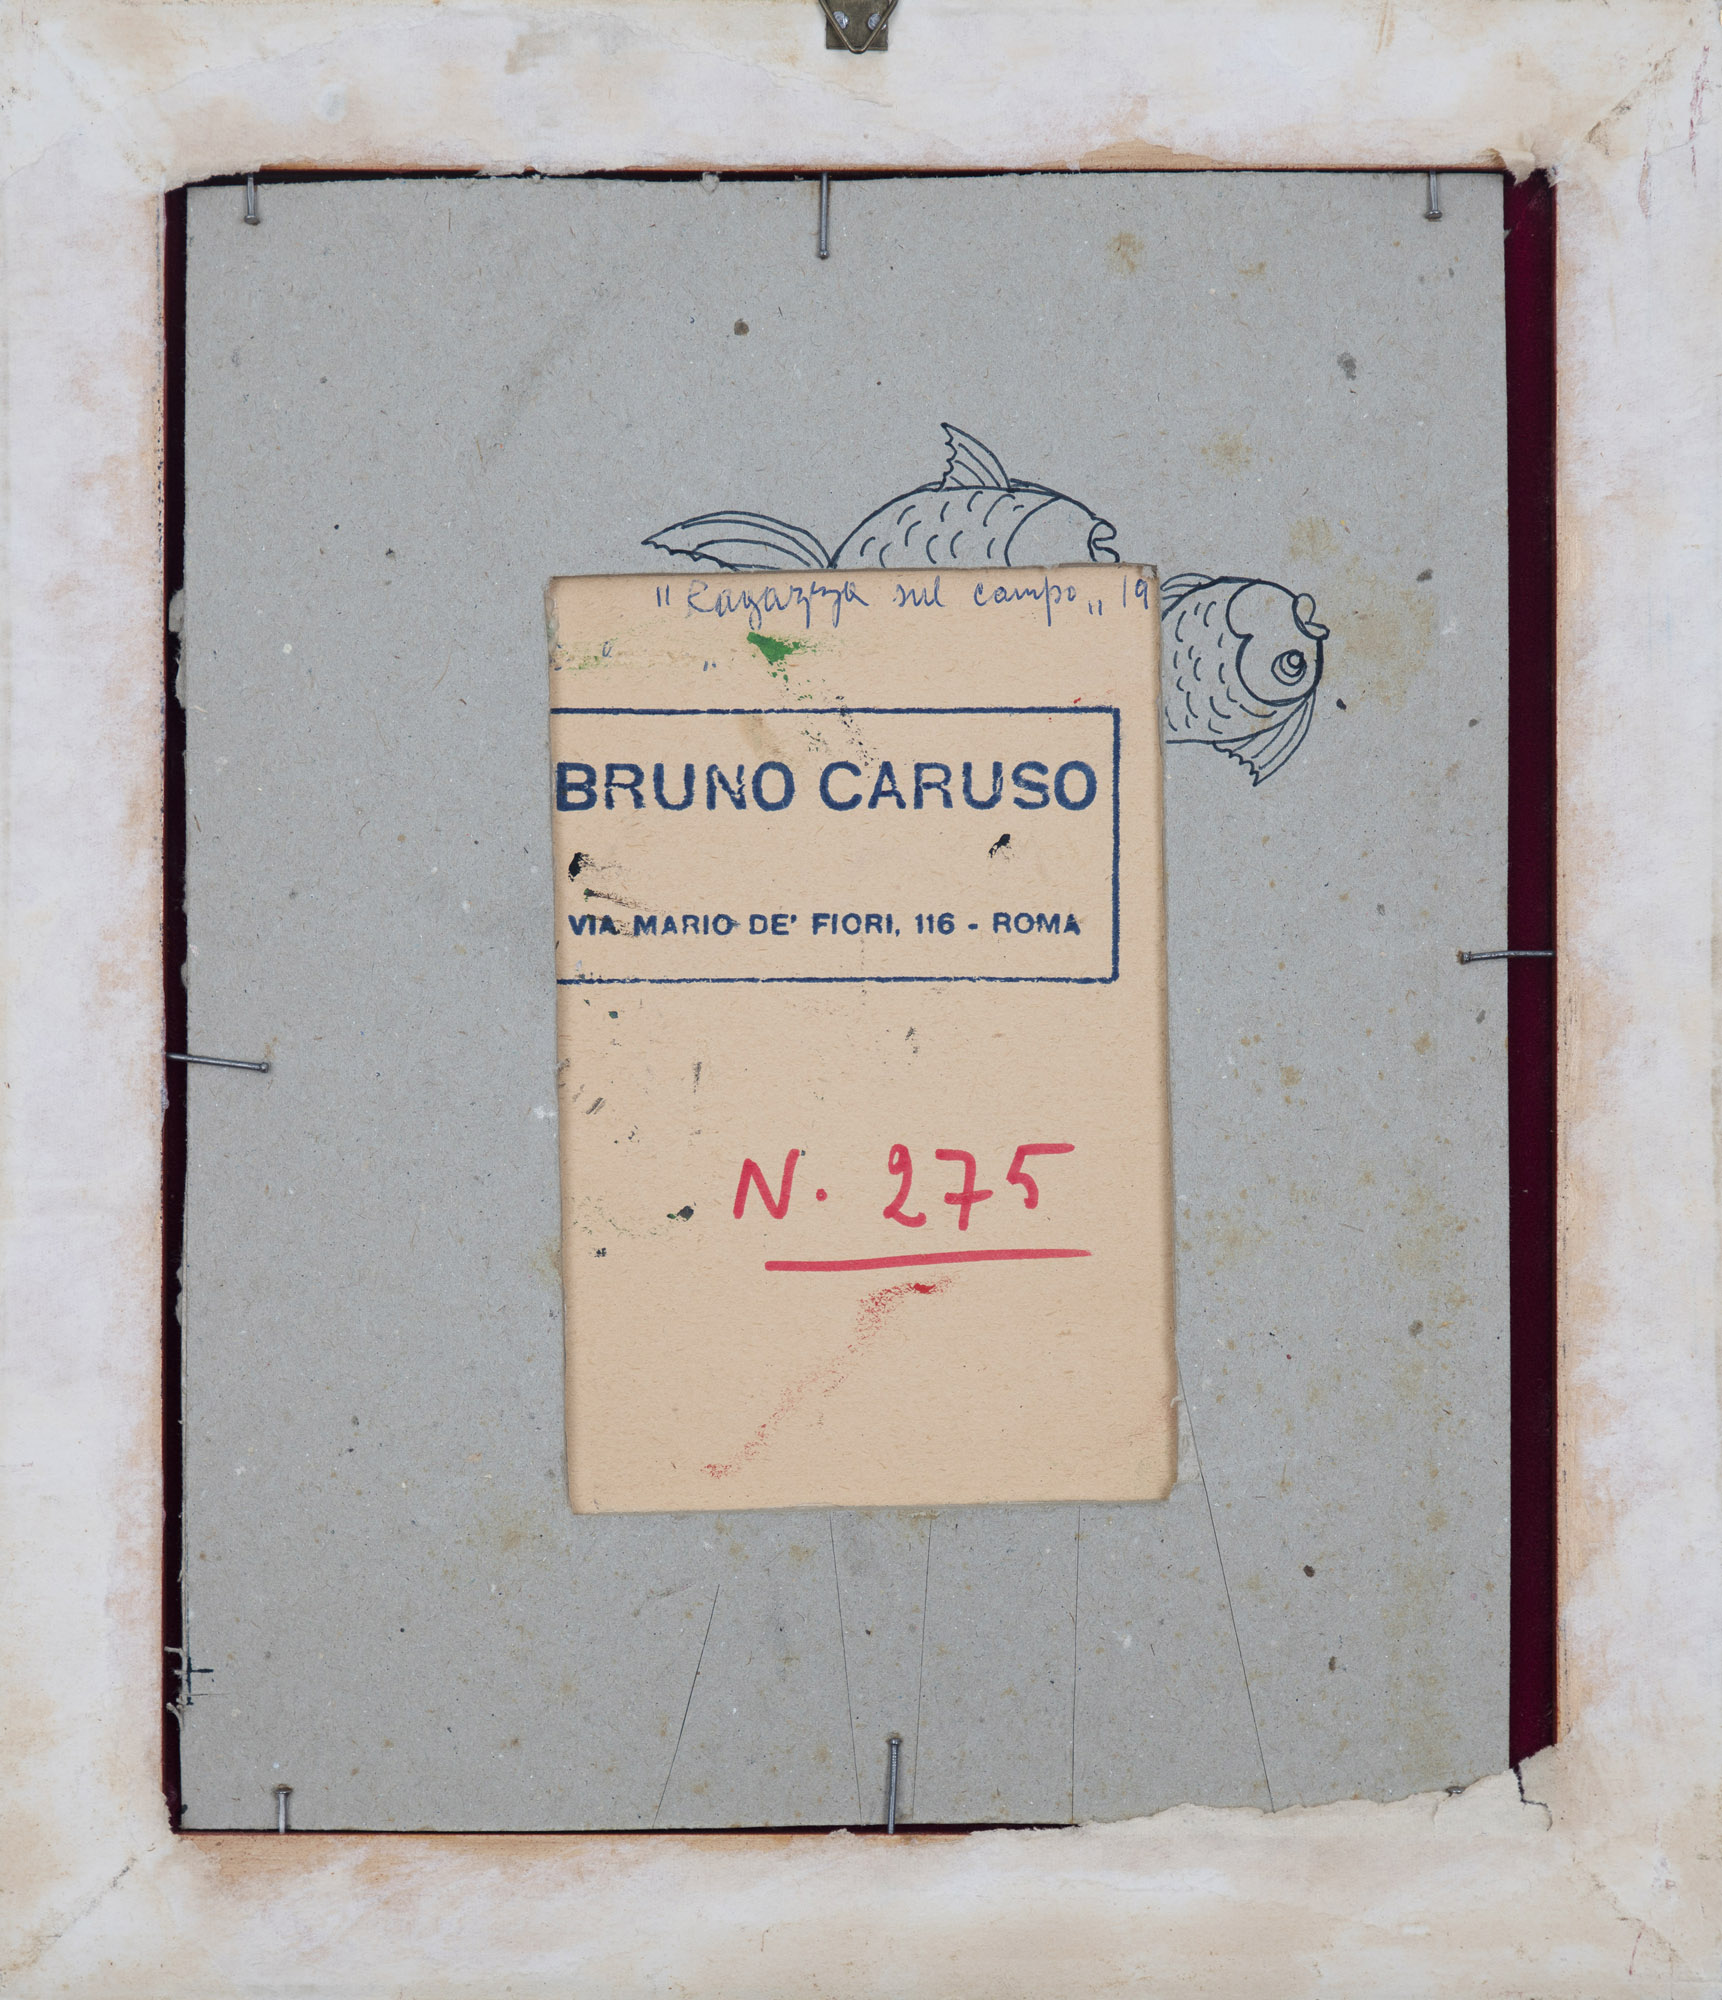 "Ragazza sul campo" 19
BRUNO CARUSO
VIA MARIO DE' FIORI, 116 - ROMA
N. 275